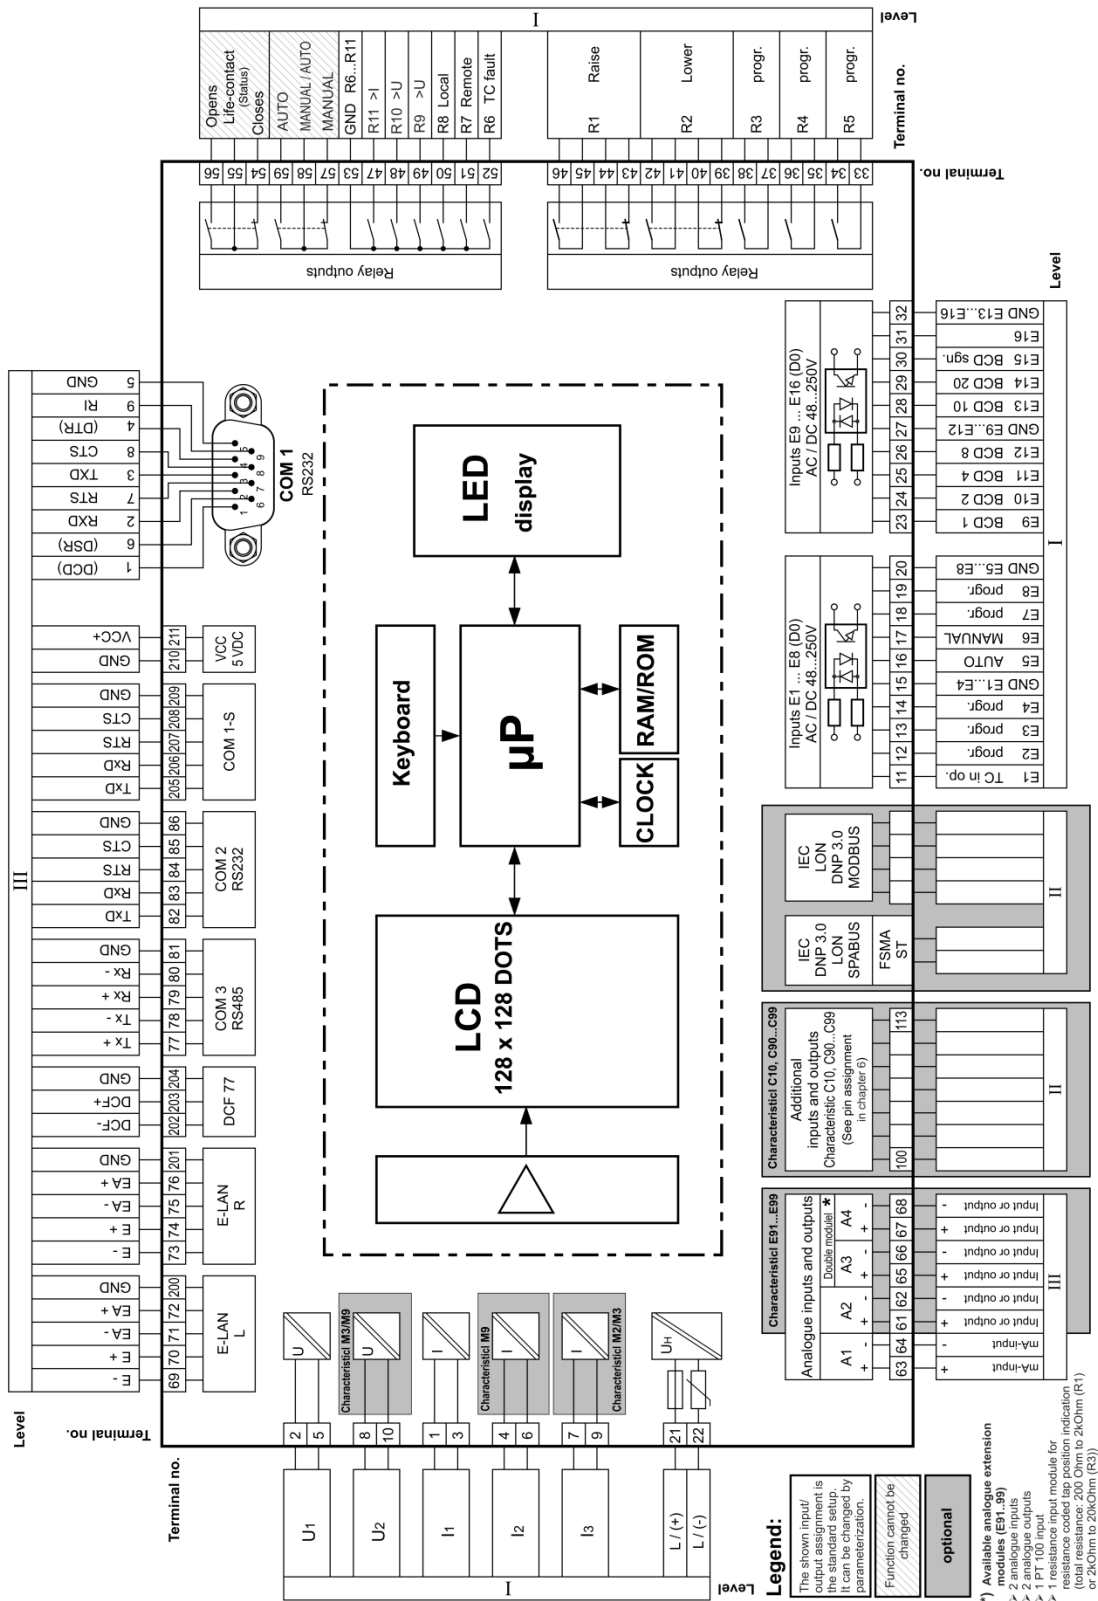 Level
I
Opens
Life-contact
(Status)
Closes
AUTO
MANUAL / AUTO
MANUAL
GND R6...R11
R11 >I
R10 >U
R9 >U
R8 Local
R7 Remote
R6 TC fault
R1 Raise
R2 Lower
R3 progr.
R4 progr.
R5 progr.
Terminal no.
56
55
54
59
58
57
53
47
48
49
50
51
52
46
45
44
43
42
41
40
39
38
37
36
35
34
33
Terminal no.
Relay outputs
Relay outputs
Level
III
E -
E +
EA -
EA +
GND
E -
E +
EA -
EA +
GND
DCF-
DCF+
GND
Tx +
Tx -
Rx +
Rx -
GND
TxD
RxD
RTS
CTS
GND
TxD
RxD
RTS
CTS
GND
GND
VCC+
(DCD) 1
(DSR) 6
RXD 2
RTS 7
TXD 3
CTS 8
(DTR) 4
RI 9
GND 5
Terminal no.
69
70
71
72
200
73
74
75
76
201
202
203
204
77
78
79
80
81
82
83
84
85
86
205
206
207
208
209
210
211
E-LAN
L
E-LAN
R
DCF 77
COM 3
RS485
COM 2
RS232
COM 1-S
VCC
5 VDC
1
2
3
4
5
6
7
8
9
COM 1
RS232
LCD
128 x 128 DOTS
Keyboard
µP
CLOCK
RAM/ROM
LED
display
Terminal no.
Level
I
U1
2
5
U
U2
8
10
U
Characteristicl M3/M9
I1
1
3
I
I2
4
6
I
Characteristicl M9
I3
7
9
I
Characteristicl M2/M3
L / (+)
L / (-)
21
22
UH
Characteristicl E91...E99
Analogue inputs and outputs
Double modulel *
A1
A2
A3
A4
+ - + - + - + -
63
64
61
62
65
66
67
68
+ mA-input
- mA-input
+ Input or output
- Input or output
+ Input or output
- Input or output
+ Input or output
- Input or output
III
Characteristicl C10, C90...C99
Additional
inputs and outputs
Characteristic C10, C90...C99
(See pin assignment
in chapter 6)
100
113
II
IEC
DNP 3.0
LON
SPABUS
FSMA
ST
IEC
LON
DNP 3.0
MODBUS
II
Inputs E1 ... E8 (D0)
AC / DC 48...250V
11
12
13
14
15
16
17
18
19
20
E1 TC in op.
E2 progr.
E3 progr.
E4 progr.
GND E1...E4
E5 AUTO
E6 MANUAL
E7 progr.
E8 progr.
GND E5...E8
Inputs E9 ... E16 (D0)
AC / DC 48...250V
23
24
25
26
27
28
29
30
31
32
E9 BCD 1
E10 BCD 2
E11 BCD 4
E12 BCD 8
GND E9...E12
E13 BCD 10
E14 BCD 20
E15 BCD sgn.
E16
GND E13...E16
I
Level
Legend:
The shown input/
output assignment is
the standard setup.
It can be changed by
parameterization.
Function cannot be
changed
optional
*) Available analogue extension
modules (E91..99)
➢ 2 analogue inputs
➢ 2 analogue outputs
➢ 1 PT 100 input
➢ 1 resistance input module for
resistance coded tap position indication
(total resistance: 200 Ohm to 2kOhm (R1)
or 2kOhm to 20kOhm (R3))